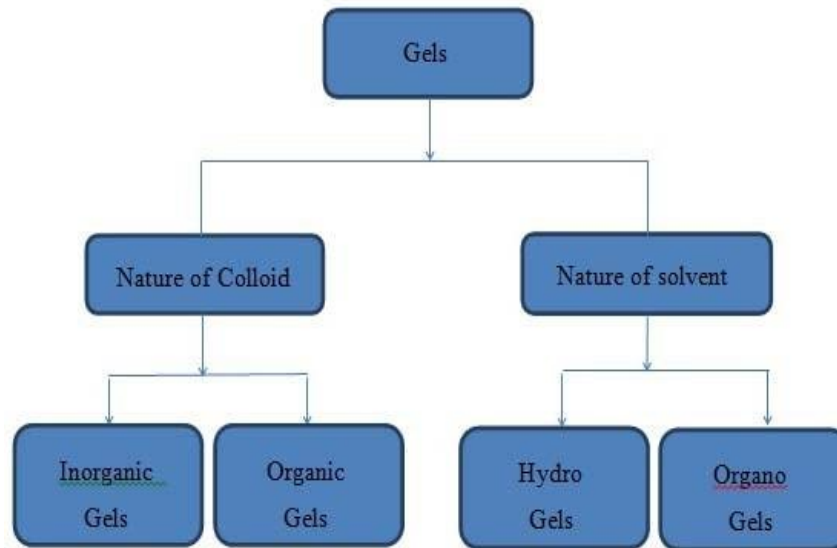 Gels
Nature of Colloid
Nature of solvent
Inorganic
Gels
Organic
Gels
Hydro
Gels
Organo
Gels